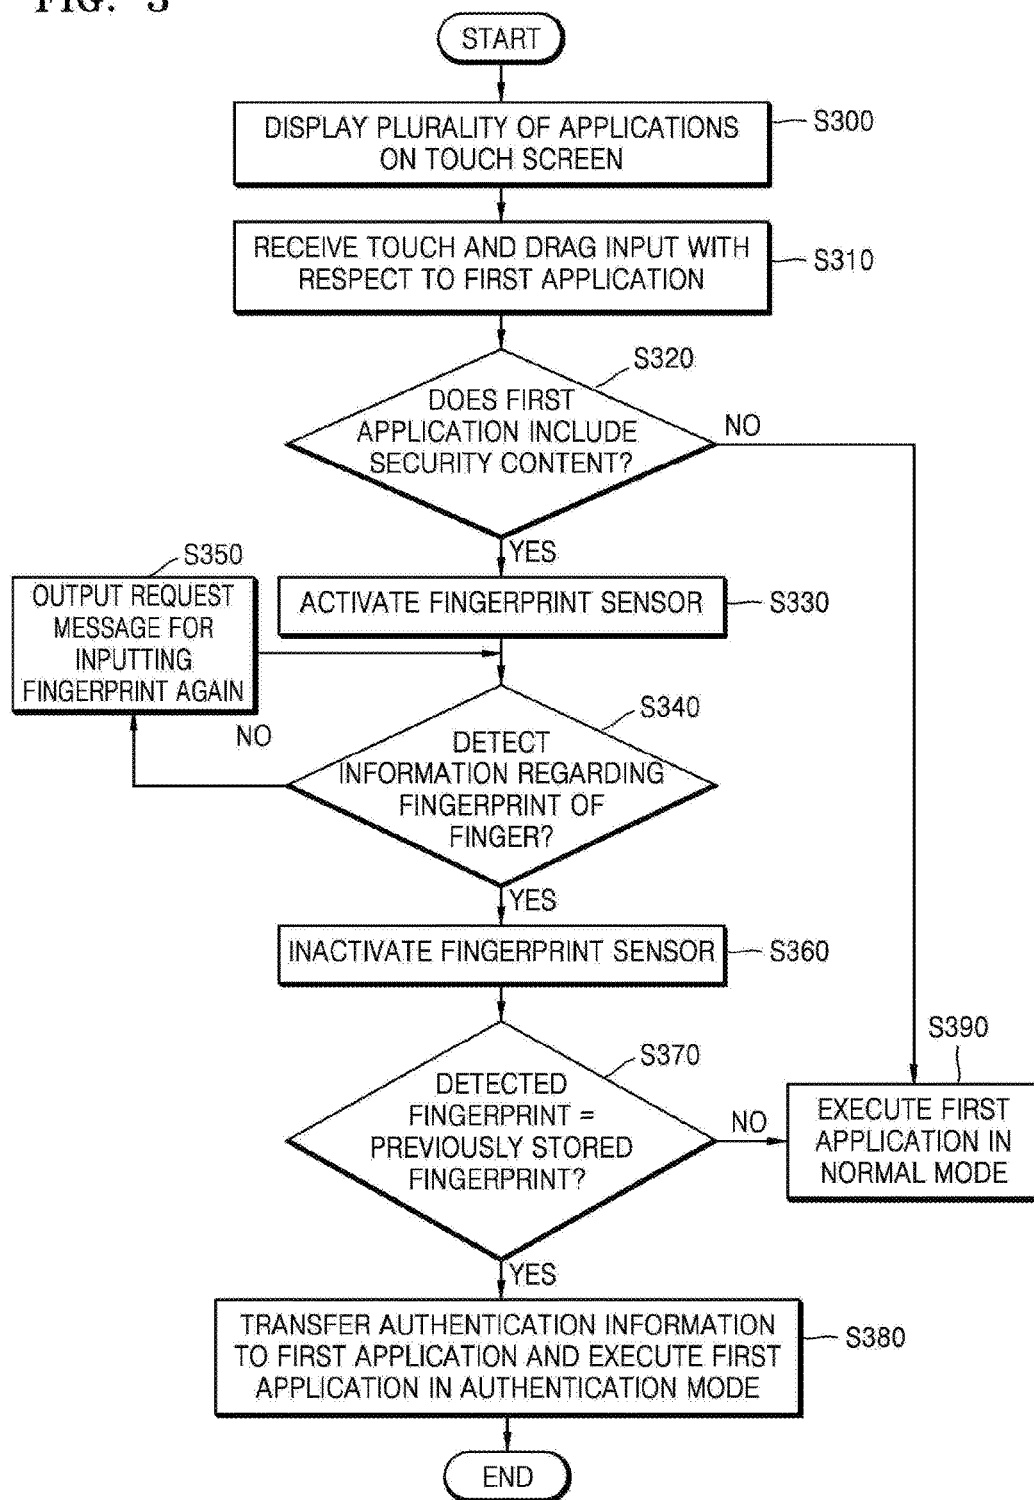 FIG. 3
START
DISPLAY PLURALITY OF APPLICATIONS
ON TOUCH SCREEN
S300
RECEIVE TOUCH AND DRAG INPUT WITH
RESPECT TO FIRST APPLICATION
S310
S320
DOES FIRST
APPLICATION INCLUDE
SECURITY CONTENT?
NO
YES
S350
OUTPUT REQUEST
MESSAGE FOR
INPUTTING
FINGERPRINT AGAIN
ACTIVATE FINGERPRINT SENSOR
S330
S340
NO
DETECT
INFORMATION REGARDING
FINGERPRINT OF
FINGER?
YES
INACTIVATE FINGERPRINT SENSOR
S360
S370
DETECTED
FINGERPRINT =
PREVIOUSLY STORED
FINGERPRINT?
NO
S390
EXECUTE FIRST
APPLICATION IN
NORMAL MODE
YES
TRANSFER AUTHENTICATION INFORMATION
TO FIRST APPLICATION AND EXECUTE FIRST
APPLICATION IN AUTHENTICATION MODE
S380
END